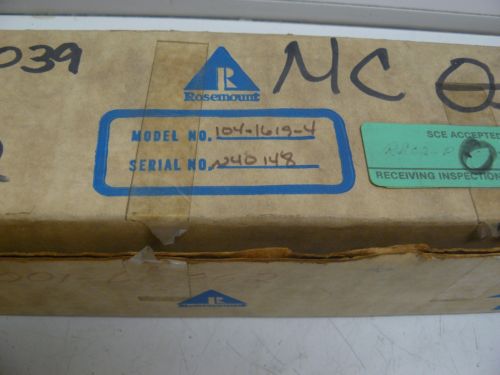 039
MC
R
Rosemount
MODEL NO. 104-1619-4
SERIAL NO. 240148
SCE ACCEPTED
RECEIVING INSPECTION